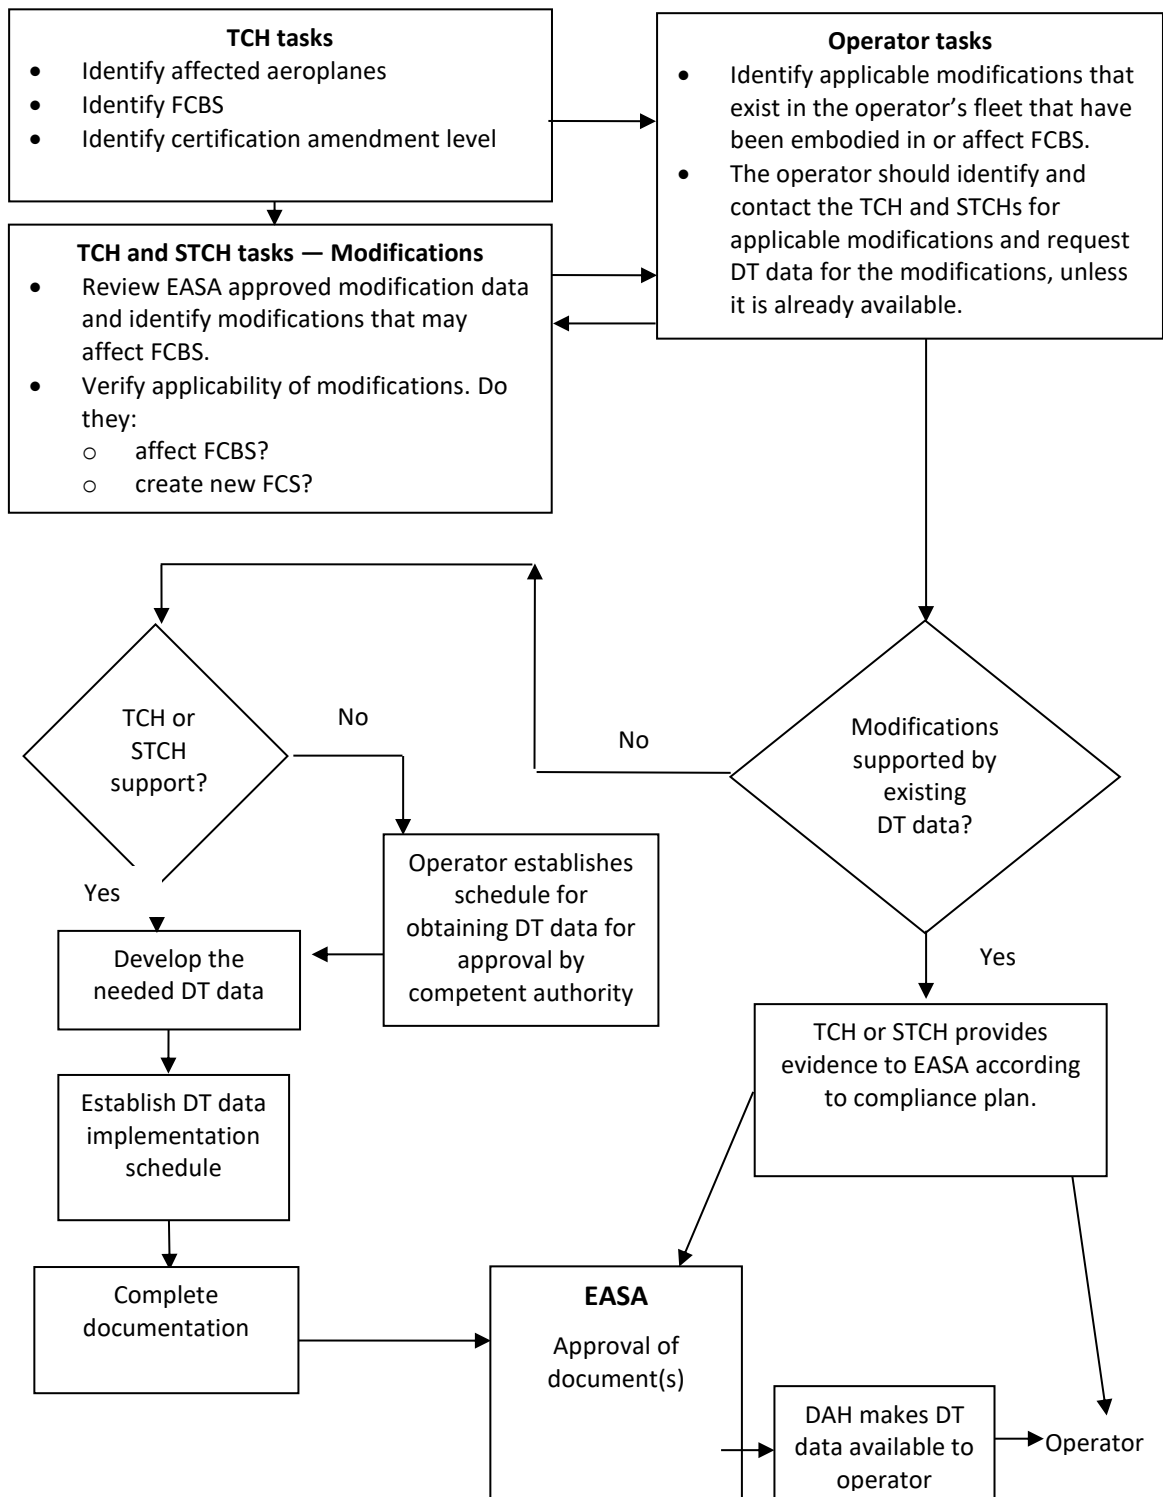 TCH tasks
• Identify affected aeroplanes
• Identify FCBS
• Identify certification amendment level
Operator tasks
• Identify applicable modifications that
exist in the operator’s fleet that have
been embodied in or affect FCBS.
• The operator should identify and
contact the TCH and STCHs for
applicable modifications and request
DT data for the modifications, unless
it is already available.
TCH and STCH tasks — Modifications
• Review EASA approved modification data
and identify modifications that may
affect FCBS.
• Verify applicability of modifications. Do
they:
o affect FCBS?
o create new FCS?
TCH or
STCH
support?
No
No
Modifications
supported by
existing
DT data?
Yes
Operator establishes
schedule for
obtaining DT data for
approval by
competent authority
Develop the
needed DT data
Yes
TCH or STCH provides
evidence to EASA according
to compliance plan.
Establish DT data
implementation
schedule
Complete
documentation
EASA
Approval of
document(s)
DAH makes DT
data available to
operator
Operator